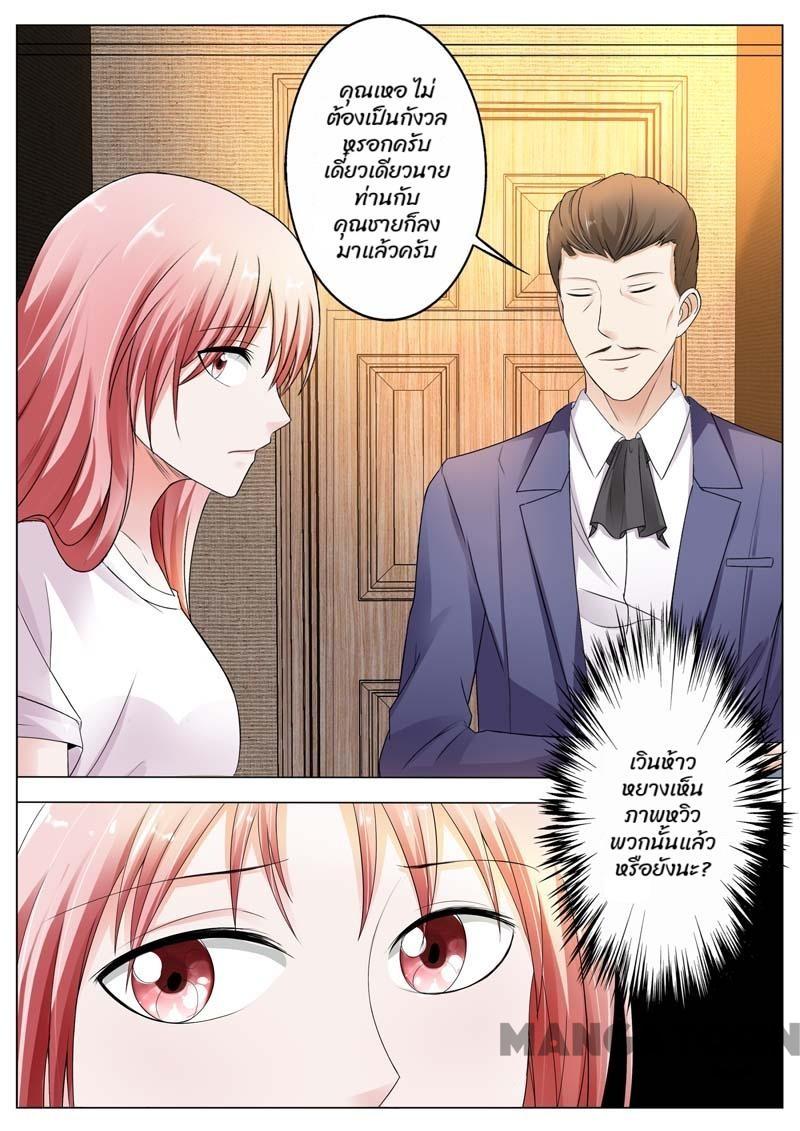 คุณเหอ ไม่
ต้องเป็นกังวล
หรอกครับ
เดี๋ยวเดียวนาย
ท่านกับ
คุณชายก็ลง
มาแล้วครับ
เวินห้าว
หยางเห็น
ภาพหวิว
พวกนั้นแล้ว
หรือยังนะ?